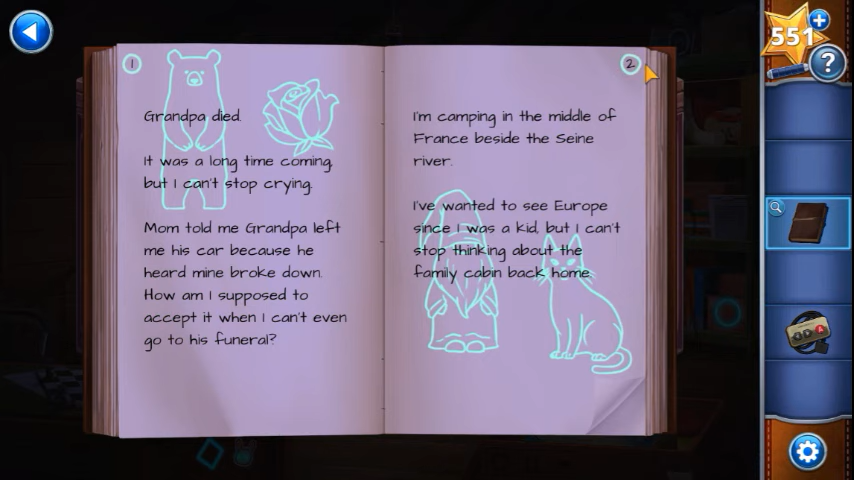 1
Grandpa died.
It was a long time coming,
but I can't stop crying.
Mom told me Grandpa left
me his car because he
heard mine broke down.
How am I supposed to
accept it when I can't even
go to his funeral?
2
I'm camping in the middle of
France beside the Seine
river.
I've wanted to see Europe
since I was a kid, but I can't
stop thinking about the
family cabin back home.
551
+
?